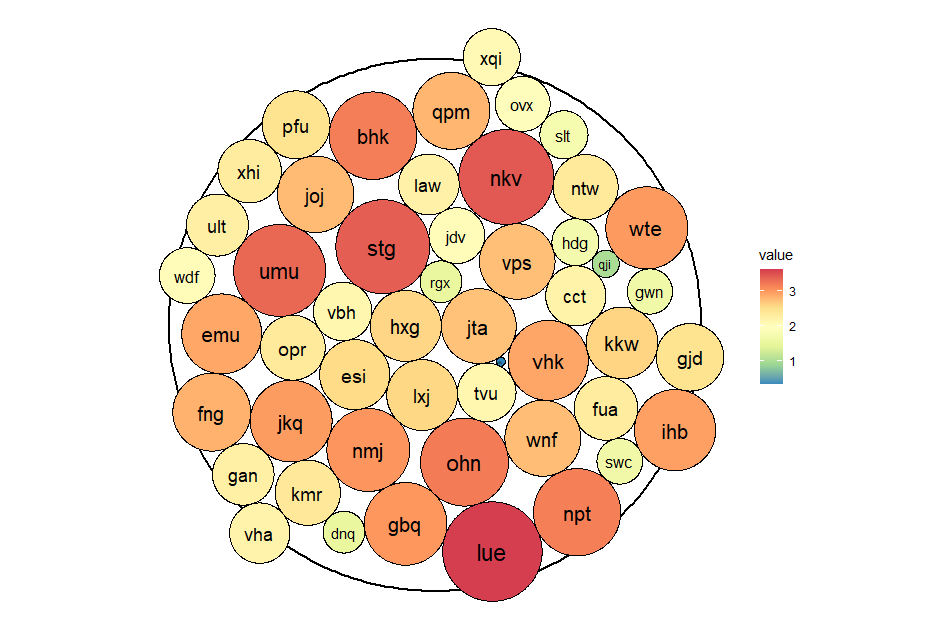 xqi
ovx
qpm
pfu
bhk
slt
xhi
law
nkv
ntw
joj
ult
wte
jdv
hdg
stg
vps
qji
umu
wdf
rgx
gwn
cct
vbh
hxg
jta
emu
kkw
opr
gjd
vhk
esi
tvu
lxj
fua
fng
jkq
ihb
wnf
nmj
ohn
swc
gan
kmr
npt
gbq
vha
dnq
lue
value
3
2
1